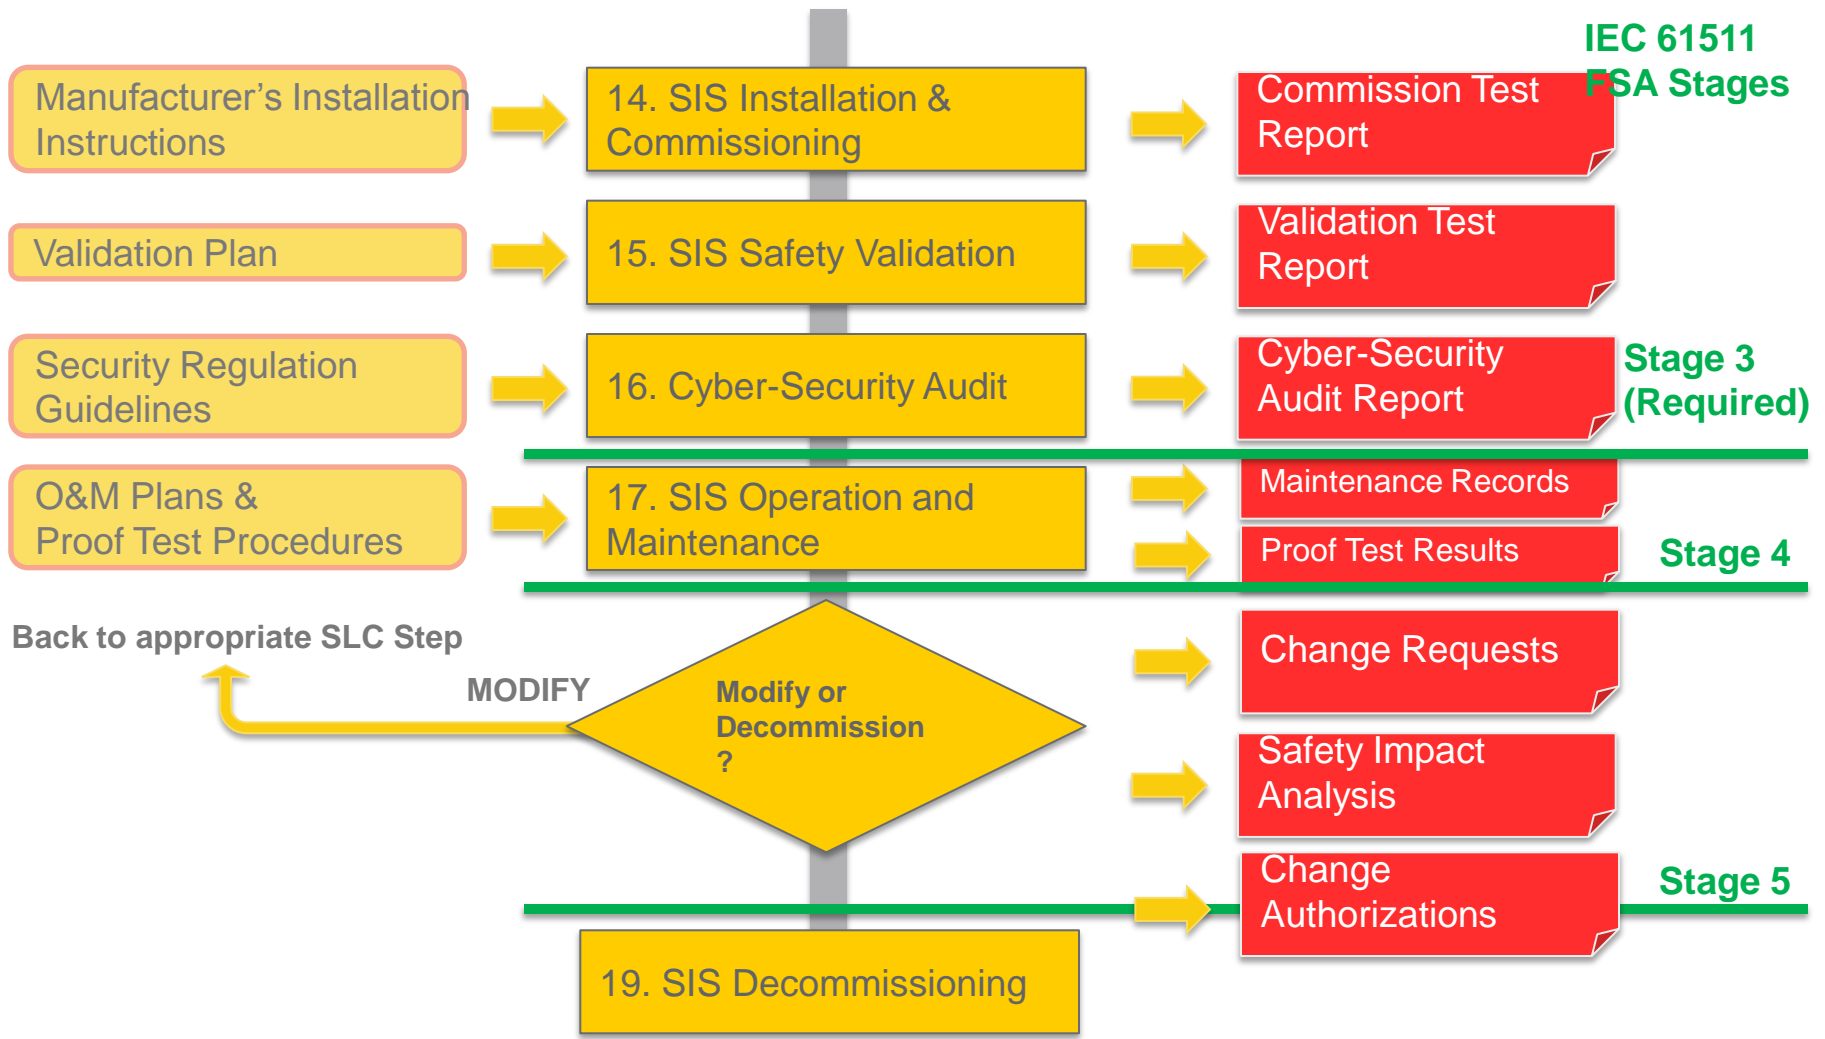 IEC 61511
FSA Stages
Manufacturer's Installation
Instructions
14. SIS Installation &
Commissioning
Commission Test
Report
Validation Plan
15. SIS Safety Validation
Validation Test
Report
Security Regulation
Guidelines
16. Cyber-Security Audit
Cyber-Security
Audit Report
Stage 3
(Required)
O&M Plans &
Proof Test Procedures
17. SIS Operation and
Maintenance
Maintenance Records
Proof Test Results
Stage 4
Back to appropriate SLC Step
MODIFY
Modify or
Decommission
?
Change Requests
Safety Impact
Analysis
Change
Authorizations
Stage 5
19. SIS Decommissioning